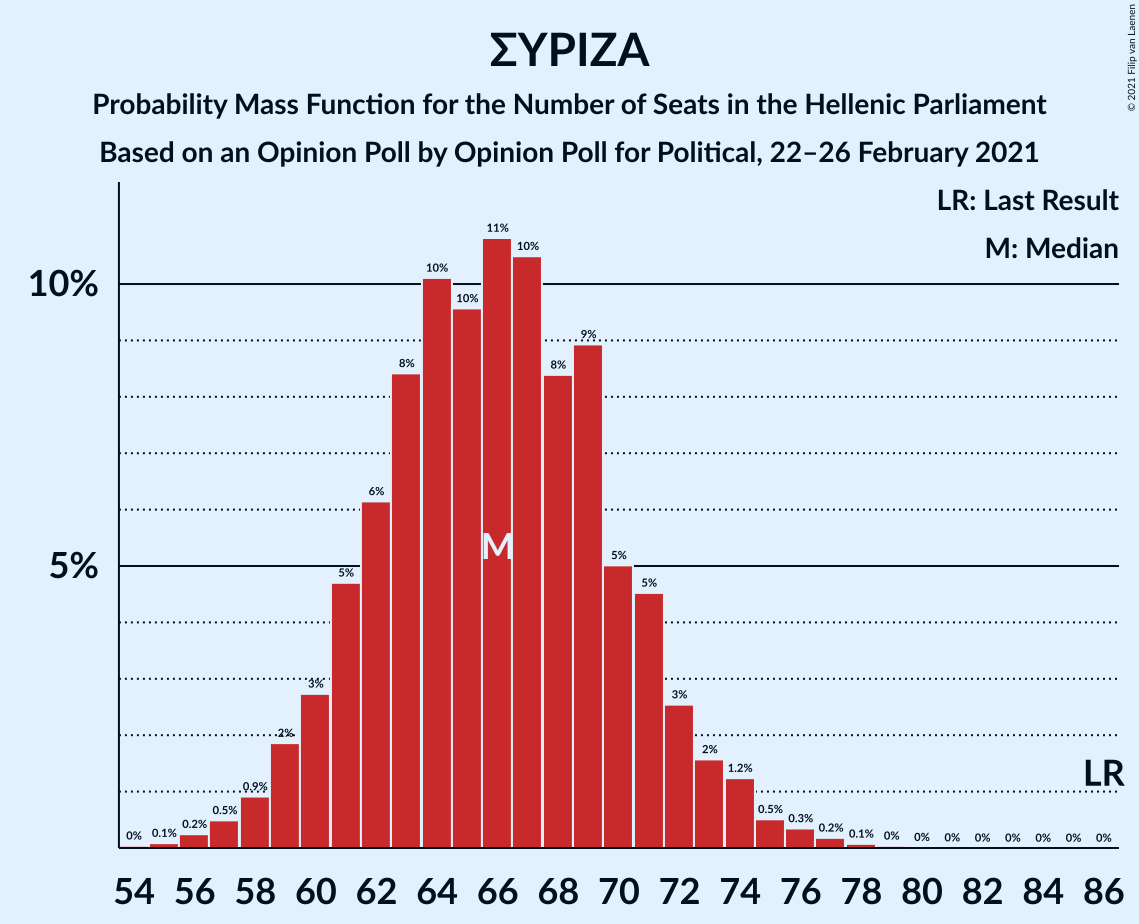 © 2021 Filip van Laenen
ΣΥΡΙΖΑ
Probability Mass Function for the Number of Seats in the Hellenic Parliament
Based on an Opinion Poll by Opinion Poll for Political, 22–26 February 2021
LR: Last Result
M: Median
11%
10%
10%
10%
10%
9%
8%
8%
6%
M
5%
5%
5%
5%
3%
3%
2%
2%
LR
0.9%
1.2%
0% 0.1% 0.2% 0.5% 0.5% 0.3% 0.2% 0.1% 0% 0% 0% 0% 0% 0% 0% 0%
54 56 58 60 62 64 66 68 70 72 74 76 78 80 82 84 86